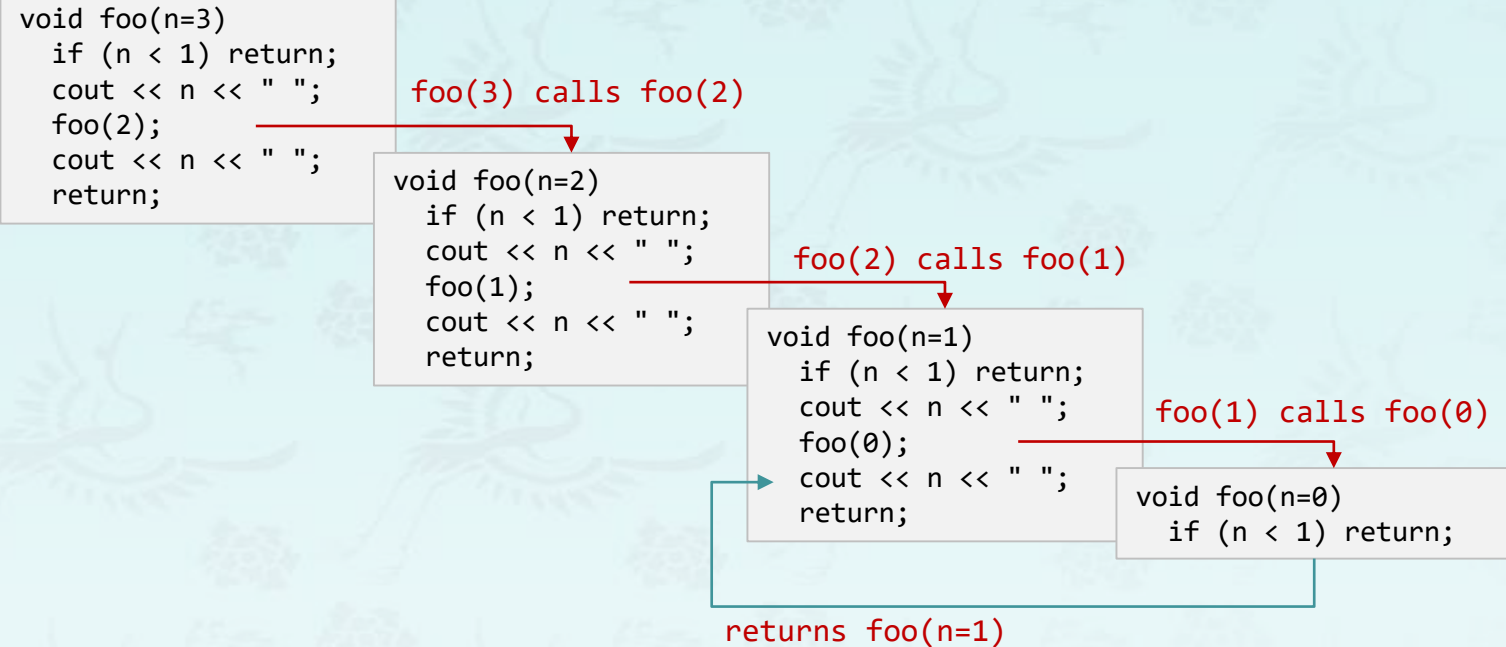 void foo(n=3)
  if (n < 1) return;
  cout << n << " ";
  foo(2);
  cout << n << " ";
  return;
foo(3) calls foo(2)
void foo(n=2)
  if (n < 1) return;
  cout << n << " ";
  foo(1);
  cout << n << " ";
  return;
foo(2) calls foo(1)
void foo(n=1)
  if (n < 1) return;
  cout << n << " ";
  foo(0);
  cout << n << " ";
  return;
foo(1) calls foo(0)
void foo(n=0)
  if (n < 1) return;
returns foo(n=1)